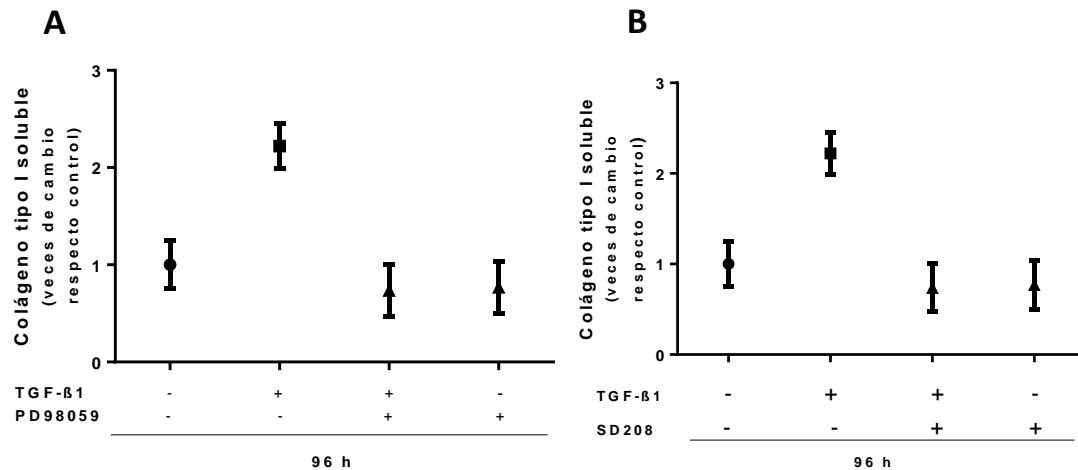 A
Colágeno tipo I soluble
(veces de cambio
respecto control)
3
2
1
0
TGF-ß1 - + + -
PD98059 - - + +
96 h
B
Colágeno tipo I soluble
(veces de cambio
respecto control)
3
2
1
0
TGF-ß1 - + + -
SD208 - - + +
96 h